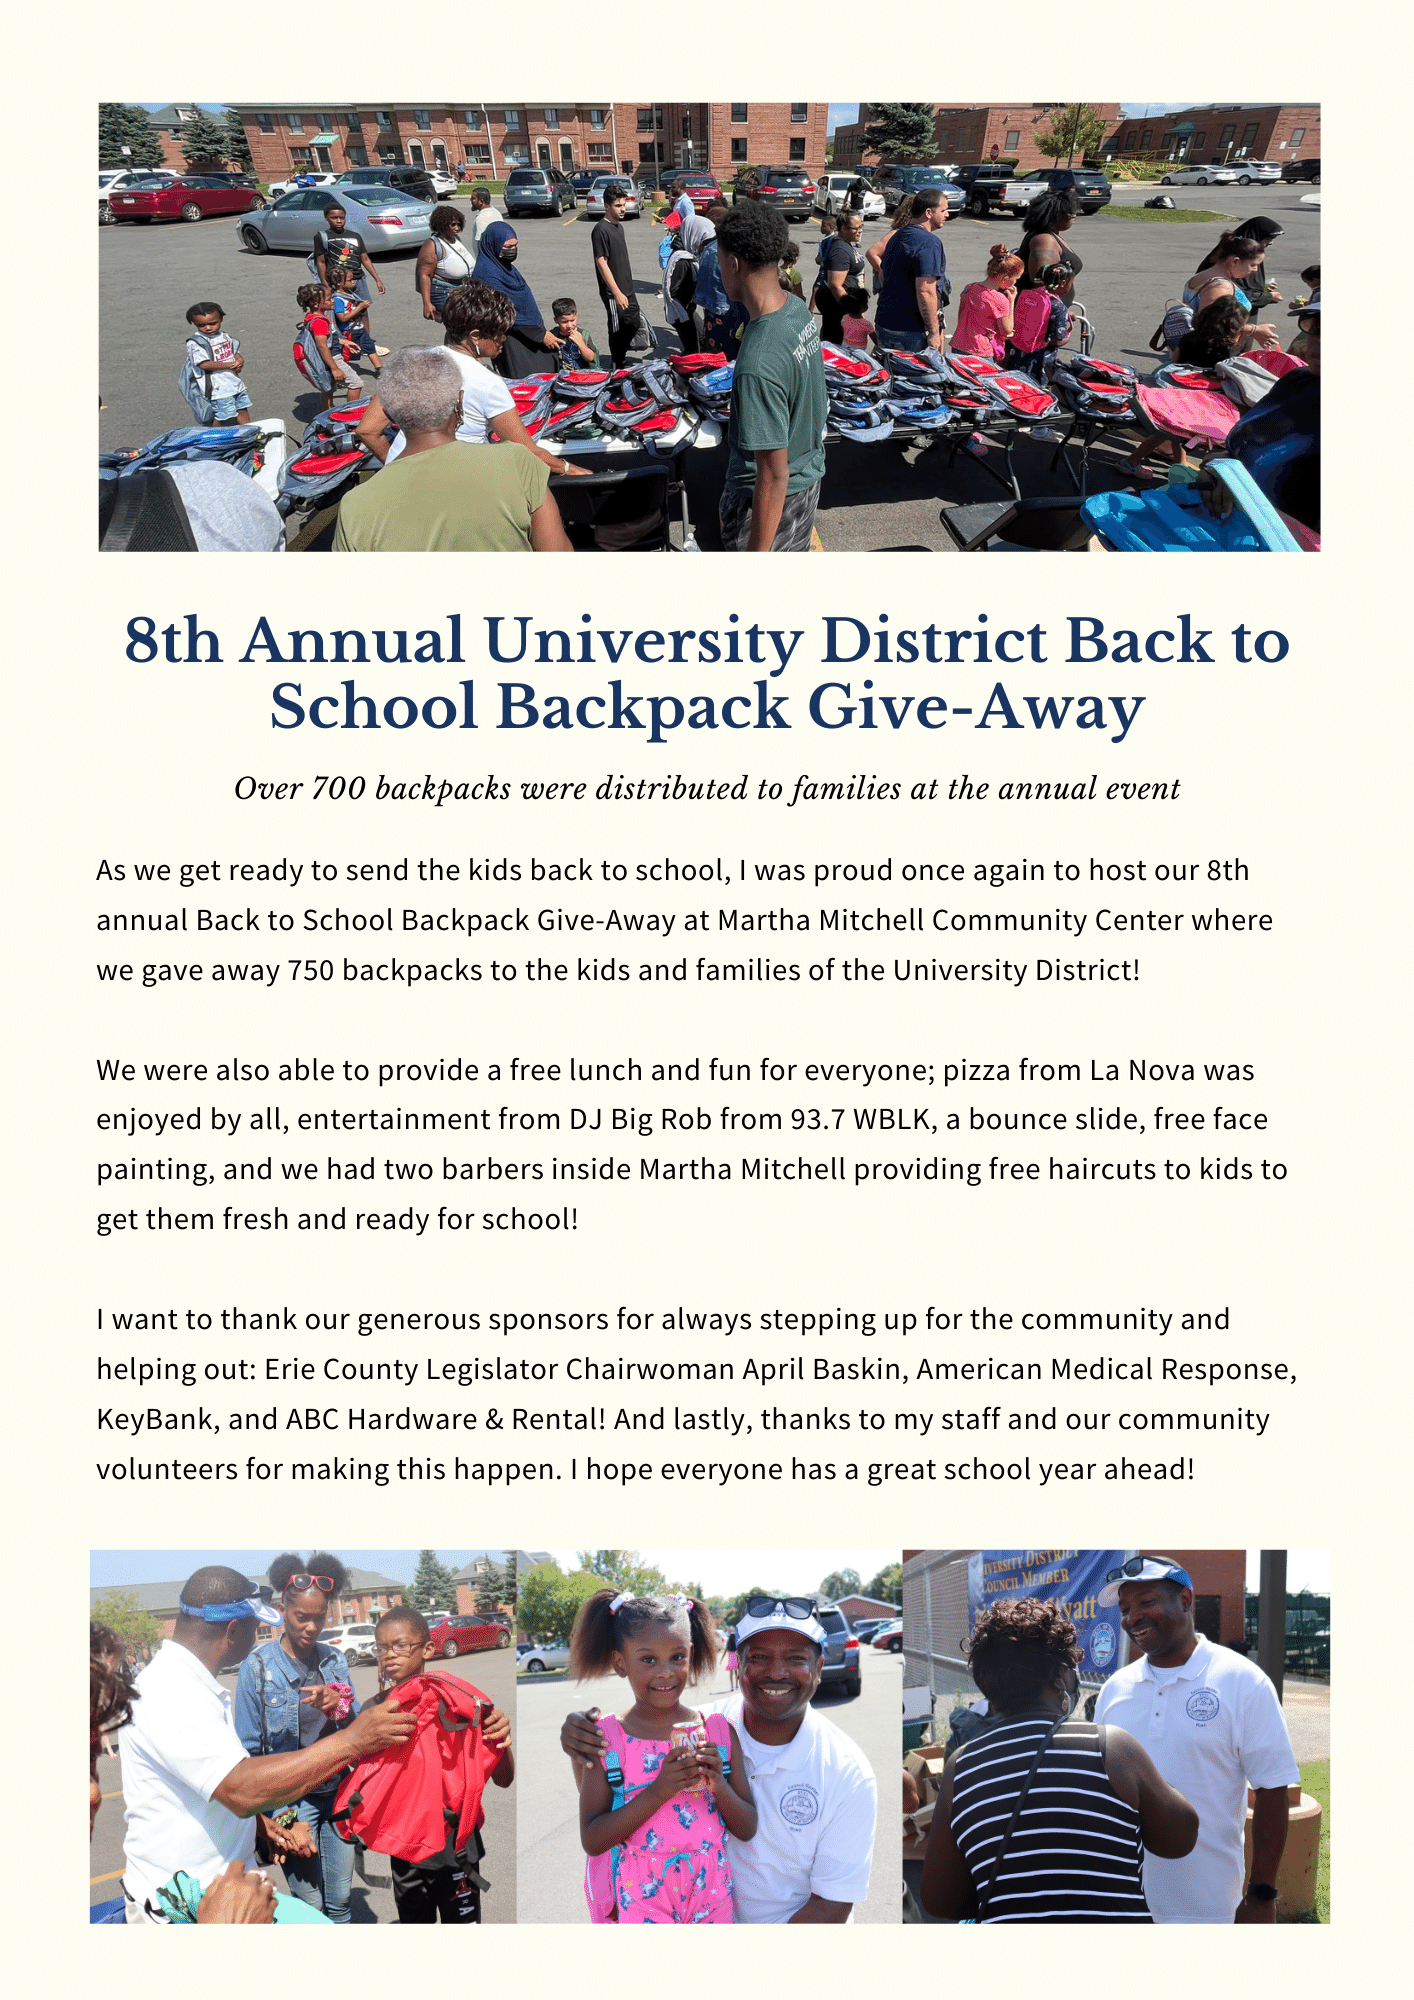 8th Annual University District Back to
School Backpack Give-Away
Over 700 backpacks were distributed to families at the annual event
As we get ready to send the kids back to school, I was proud once again to host our 8th
annual Back to School Backpack Give-Away at Martha Mitchell Community Center where
we gave away 750 backpacks to the kids and families of the University District!
We were also able to provide a free lunch and fun for everyone; pizza from La Nova was
enjoyed by all, entertainment from DJ Big Rob from 93.7 WBLK, a bounce slide, free face
painting, and we had two barbers inside Martha Mitchell providing free haircuts to kids to
get them fresh and ready for school!
I want to thank our generous sponsors for always stepping up for the community and
helping out: Erie County Legislator Chairwoman April Baskin, American Medical Response,
KeyBank, and ABC Hardware & Rental! And lastly, thanks to my staff and our community
volunteers for making this happen. I hope everyone has a great school year ahead!
DISTRICT
COUNCIL MEMBER